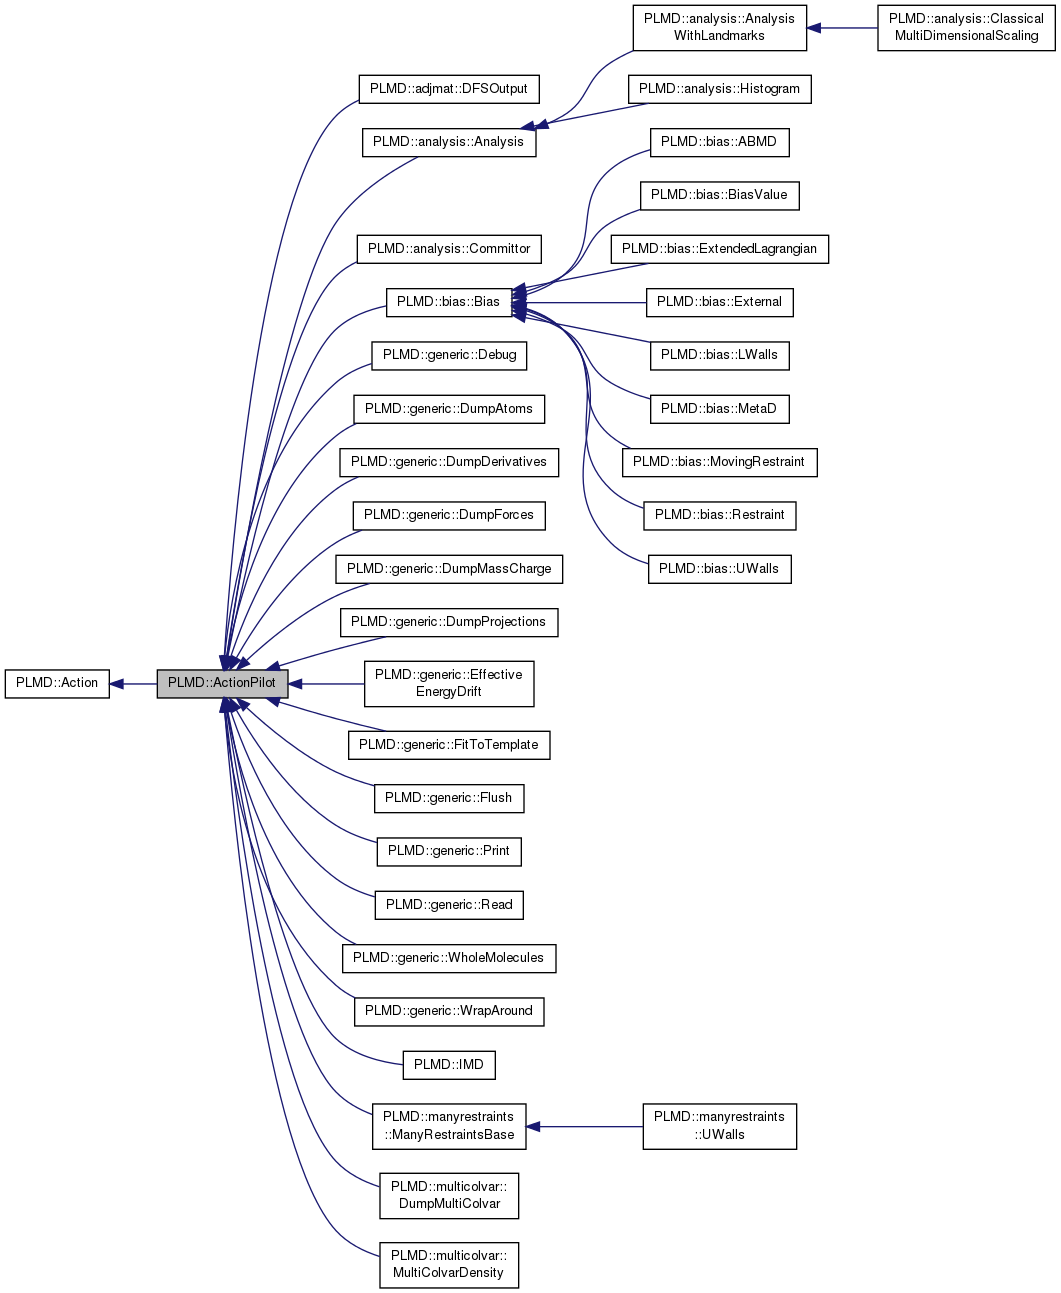 PLMD::analysis::Analysis
WithLandmarks
PLMD::analysis::Classical
MultiDimensionalScaling
PLMD::adjmat::DFSOutput
PLMD::analysis::Histogram
PLMD::analysis::Analysis
PLMD::bias::ABMD
PLMD::bias::BiasValue
PLMD::analysis::Committor
PLMD::bias::ExtendedLagrangian
PLMD::bias::Bias
PLMD::bias::External
PLMD::generic::Debug
PLMD::bias::LWalls
PLMD::generic::DumpAtoms
PLMD::bias::MetaD
PLMD::generic::DumpDerivatives
PLMD::bias::MovingRestraint
PLMD::generic::DumpForces
PLMD::bias::Restraint
PLMD::generic::DumpMassCharge
PLMD::bias::UWalls
PLMD::generic::DumpProjections
PLMD::Action
PLMD::ActionPilot
PLMD::generic::Effective
EnergyDrift
PLMD::generic::FitToTemplate
PLMD::generic::Flush
PLMD::generic::Print
PLMD::generic::Read
PLMD::generic::WholeMolecules
PLMD::generic::WrapAround
PLMD::IMD
PLMD::manyrestraints
::ManyRestraintsBase
PLMD::manyrestraints
::UWalls
PLMD::multicolvar::
DumpMultiColvar
PLMD::multicolvar::
MultiColvarDensity